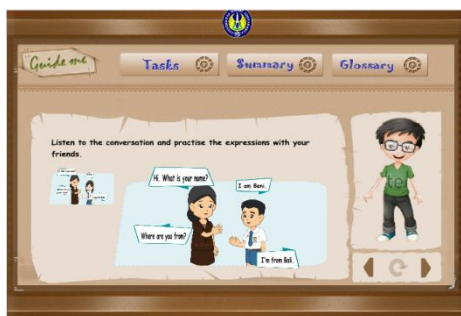 Guide me
Tasks
Summary
Glossary
Listen to the conversation and practise the expressions with your
friends.
Hi. What is your name?
I am Beni.
Where are you from?
I'm from Bali.